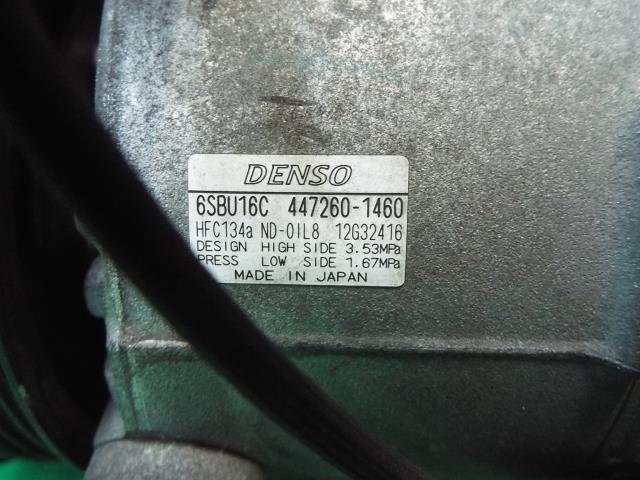 DENSO
6SBU16C 447260-1460
HFC134a ND-OIL8 12G32416
DESIGN HIGH SIDE 3.53MPa
PRESS LOW SIDE 1.67MPa
MADE IN JAPAN